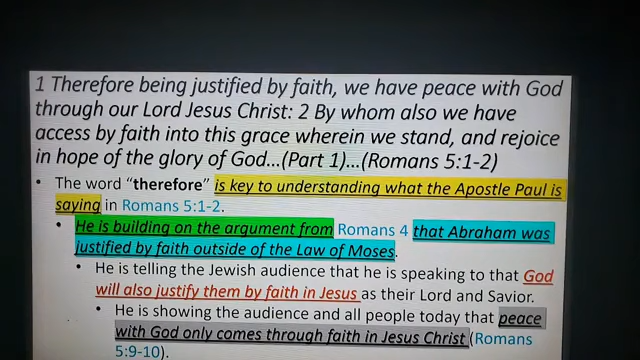 1 Therefore being justified by faith, we have peace with God
through our Lord Jesus Christ: 2 By whom also we have
access by faith into this grace wherein we stand, and rejoice
in hope of the glory of God...(Part 1)...(Romans 5:1-2)
• The word “therefore” is key to understanding what the Apostle Paul is
saying in Romans 5:1-2.
• He is building on the argument from Romans 4 that Abraham was
justified by faith outside of the Law of Moses.
• He is telling the Jewish audience that he is speaking to that God
will also justify them by faith in Jesus as their Lord and Savior.
• He is showing the audience and all people today that peace
with God only comes through faith in Jesus Christ (Romans
5:9-10).